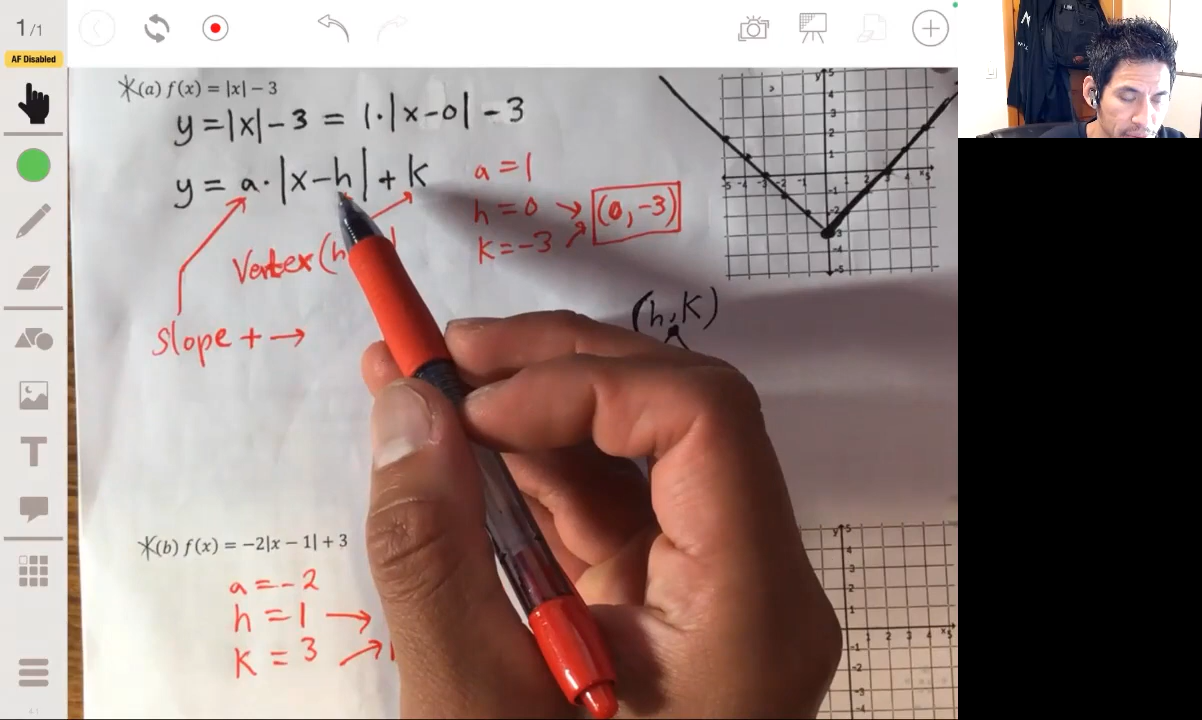 1/1
AF Disabled
(a) f(x) = |x| − 3
y = |x| − 3 = 1·|x − 0| − 3
y = a·|x − h| + k
a = 1
h = 0 → (0, −3)
k = −3
Vertex (h
Slope + →
(h, k)
(b) f(x) = −2|x − 1| + 3
a = −2
h = 1 →
k = 3
T